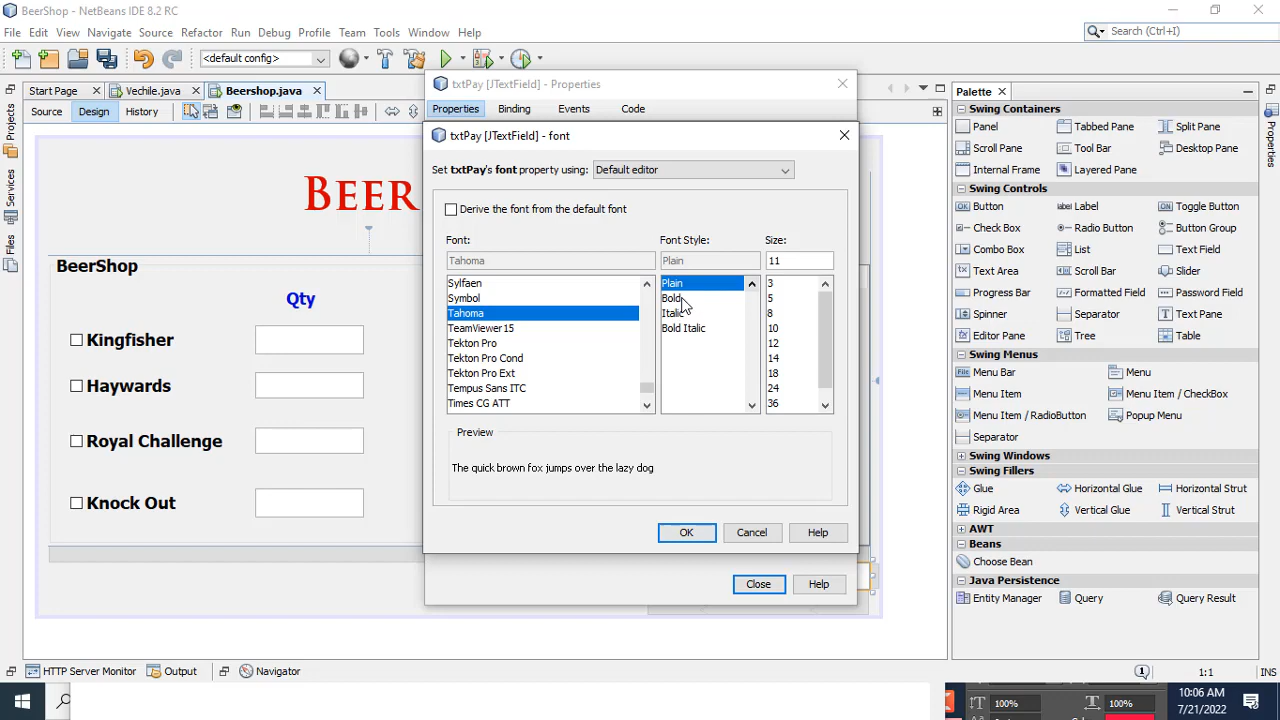 BeerShop - NetBeans IDE 8.2 RC
File Edit View Navigate Source Refactor Run Debug Profile Team Tools Window Help
Search (Ctrl+I)
<default config>
Start Page
Vechile.java
Beershop.java
Source
Design
History
Projects
Services
Files
BEER
BeerShop
Qty
Kingfisher
Haywards
Royal Challenge
Knock Out
txtPay [JTextField] - Properties
Properties
Binding
Events
Code
txtPay [JTextField] - font
Set txtPay's font property using:
Default editor
Derive the font from the default font
Font:
Font Style:
Size:
Tahoma
Plain
11
Sylfaen
Symbol
Tahoma
TeamViewer15
Tekton Pro
Tekton Pro Cond
Tekton Pro Ext
Tempus Sans ITC
Times CG ATT
Plain
Bold
Italic
Bold Italic
3
5
8
10
12
14
18
24
36
Preview
The quick brown fox jumps over the lazy dog
OK
Cancel
Help
Close
Help
Palette
Swing Containers
Panel
Tabbed Pane
Split Pane
Scroll Pane
Tool Bar
Desktop Pane
Internal Frame
Layered Pane
Swing Controls
OK Button
label Label
ON Toggle Button
Check Box
Radio Button
Button Group
Combo Box
List
Text Field
Text Area
Scroll Bar
Slider
Progress Bar
Formatted Field
Password Field
Spinner
Separator
Text Pane
Editor Pane
Tree
Table
Swing Menus
Menu Bar
Menu
Menu Item
Menu Item / CheckBox
Menu Item / RadioButton
Popup Menu
Separator
Swing Windows
Swing Fillers
Glue
Horizontal Glue
Horizontal Strut
Rigid Area
Vertical Glue
Vertical Strut
AWT
Beans
Choose Bean
Java Persistence
Entity Manager
Query
Query Result
Properties
HTTP Server Monitor
Output
Navigator
1
1:1
INS
100%
100%
10:06 AM
7/21/2022